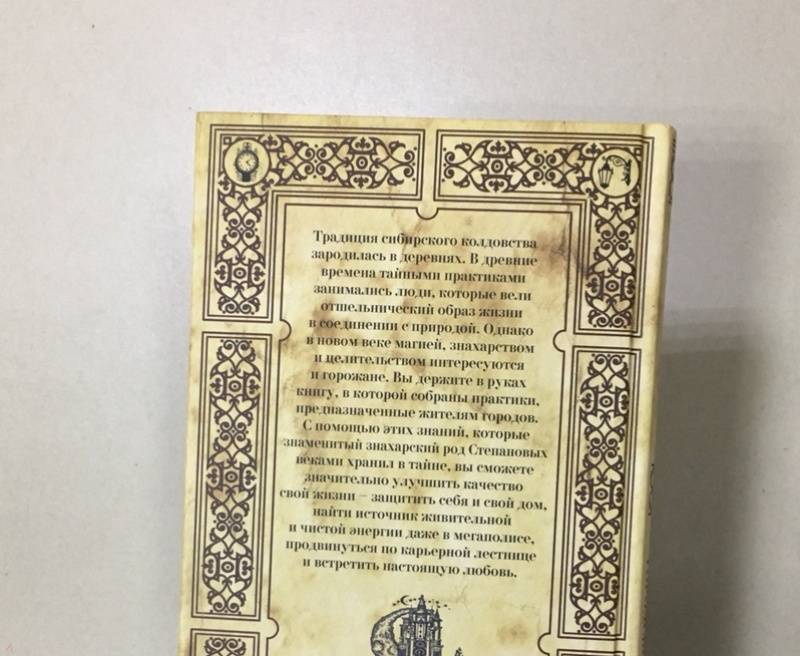 Традиция сибирского колдовства
зародилась в деревнях. В древние
времена тайными практиками
занимались люди, которые вели
отшельнический образ жизни
в соединении с природой. Однако
в новом веке магией, знахарством
и целительством интересуются
и горожане. Вы держите в руках
книгу, в которой собраны практики,
предназначенные жителям городов.
С помощью этих знаний, которые
знаменитый знахарский род Степановых
веками хранил в тайне, вы сможете
значительно улучшить качество
свой жизни – защитить себя и свой дом,
найти источник живительной
и чистой энергии даже в мегаполисе,
продвинуться по карьерной лестнице
и встретить настоящую любовь.